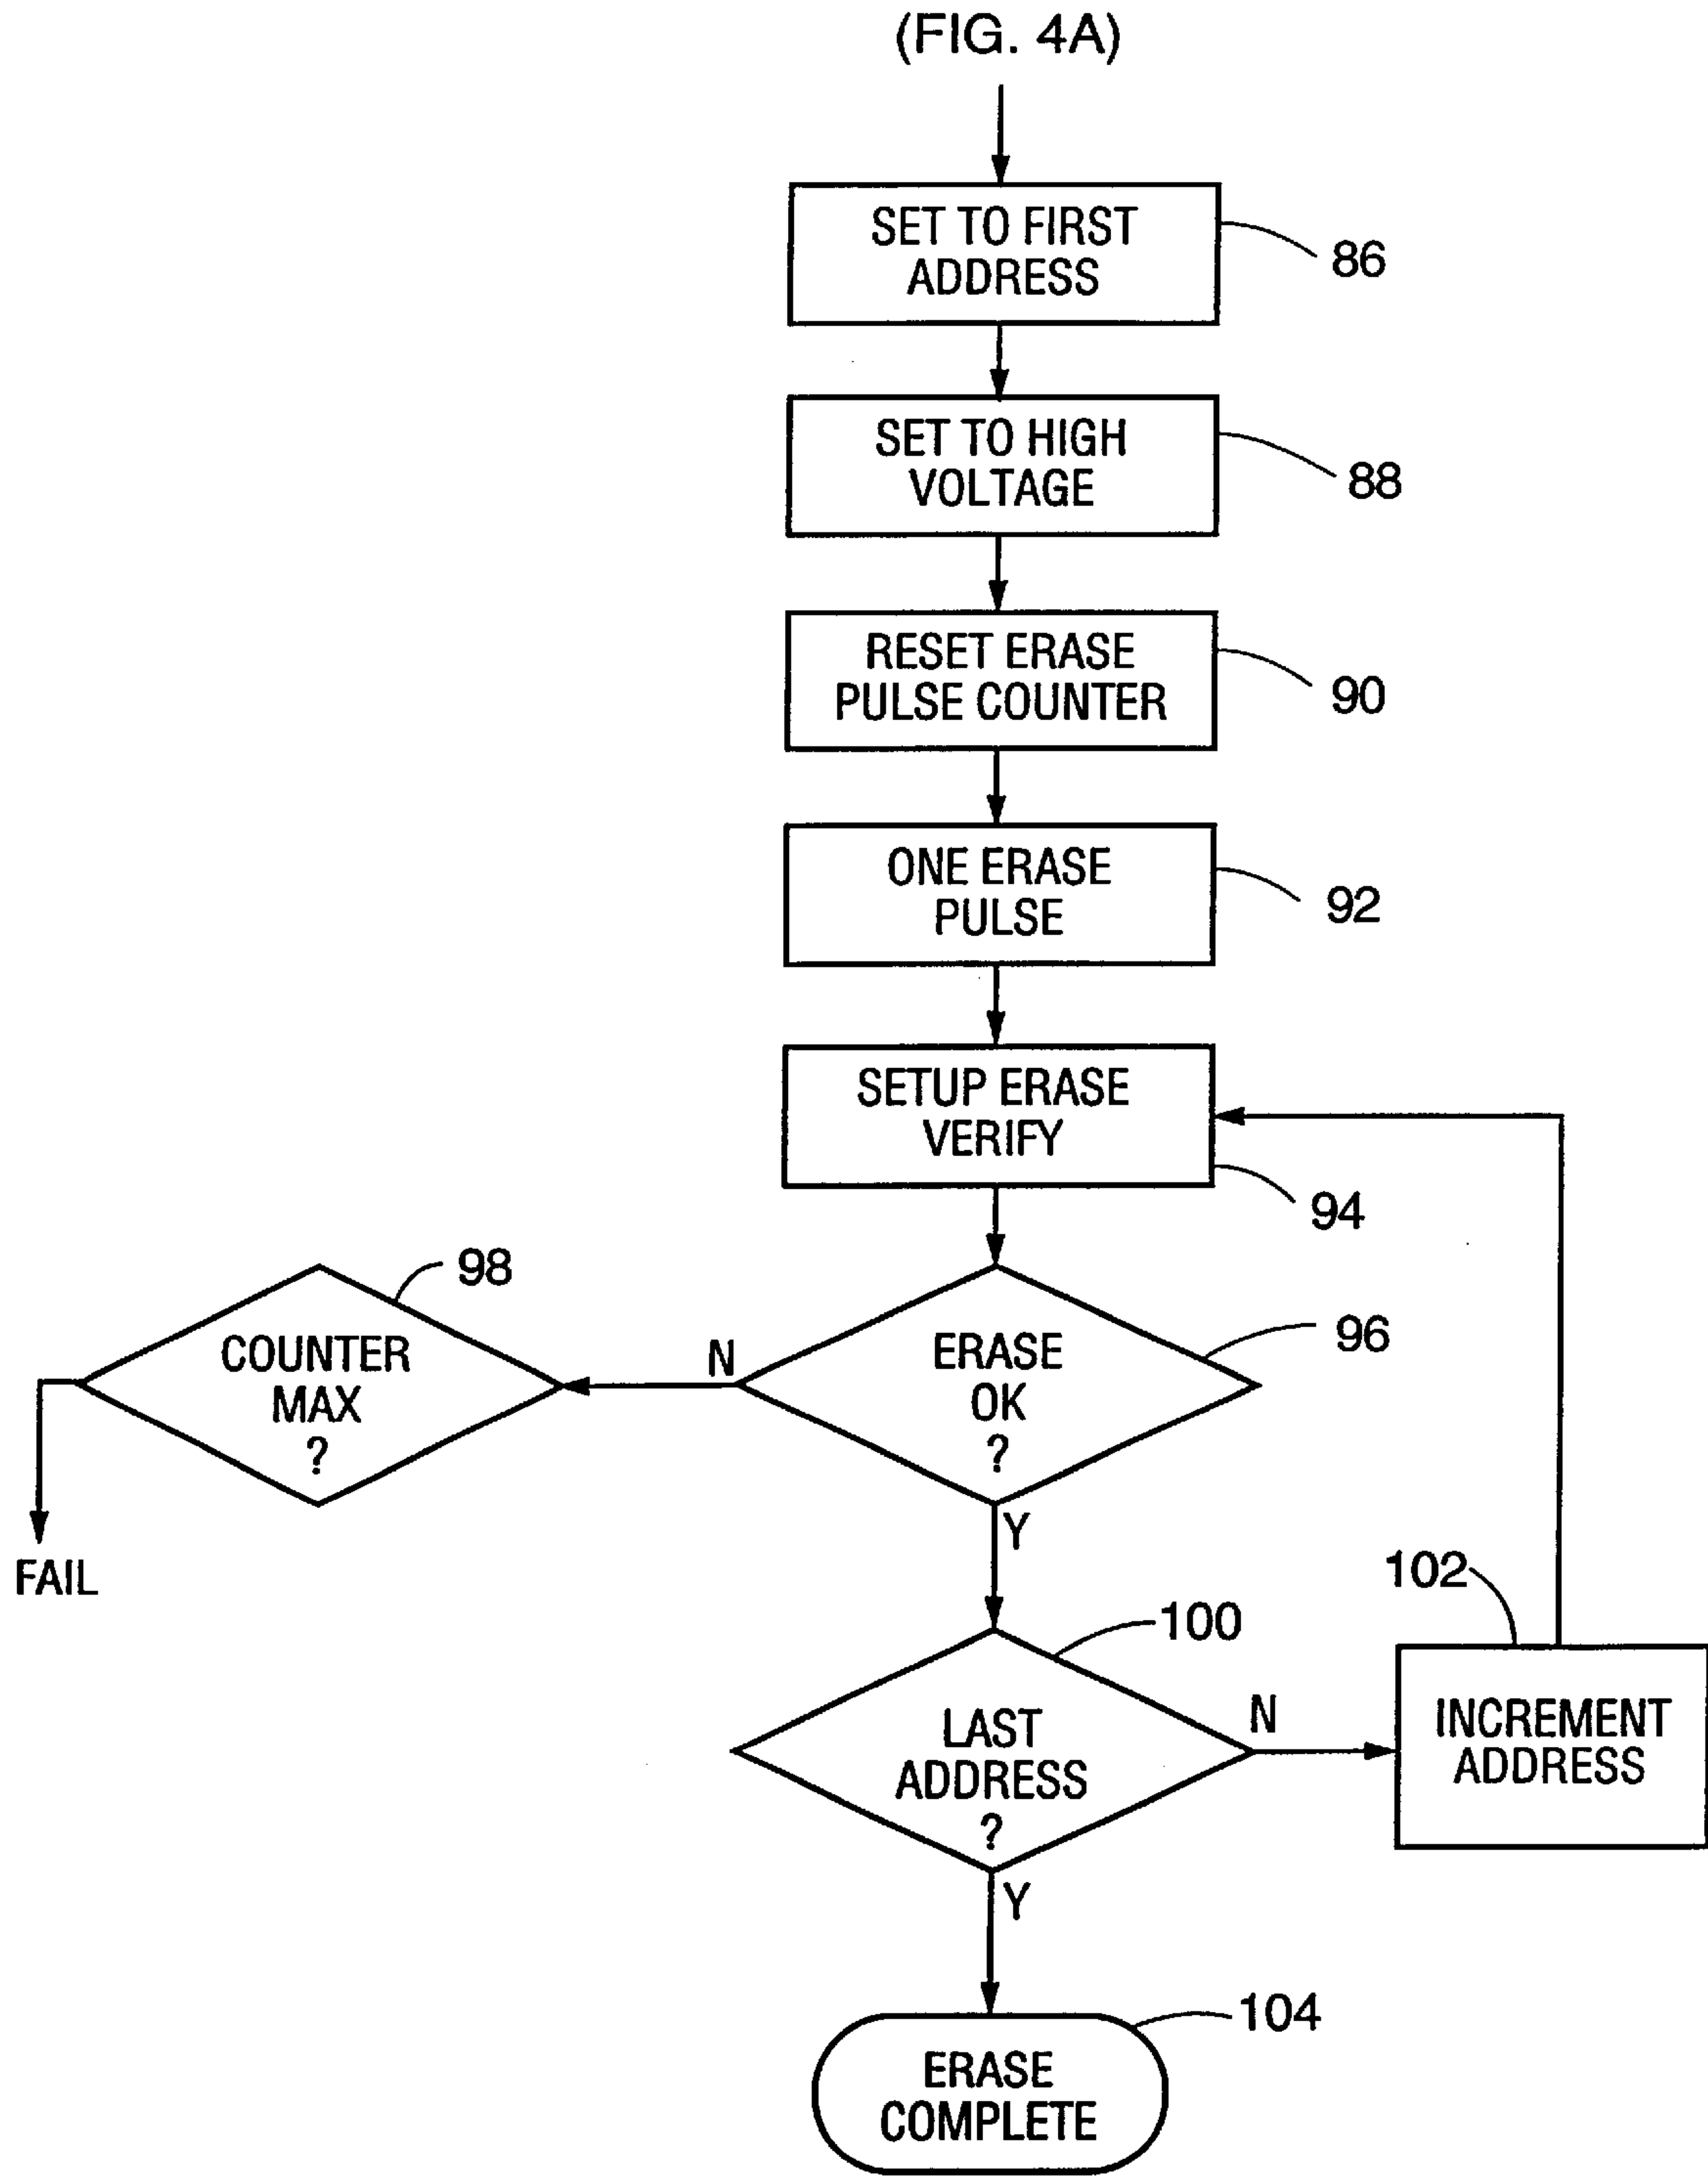 (FIG. 4A)
SET TO FIRST
ADDRESS
86
SET TO HIGH
VOLTAGE
88
RESET ERASE
PULSE COUNTER
90
ONE ERASE
PULSE
92
SETUP ERASE
VERIFY
94
98
COUNTER
MAX
?
N
ERASE
OK
?
96
Y
FAIL
100
LAST
ADDRESS
?
N
102
INCREMENT
ADDRESS
Y
104
ERASE
COMPLETE